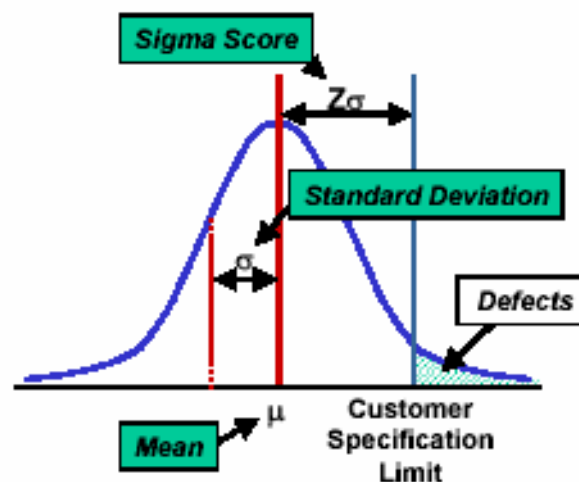 Sigma Score
Zσ
Standard Deviation
σ
Defects
μ
Mean
Customer
Specification
Limit